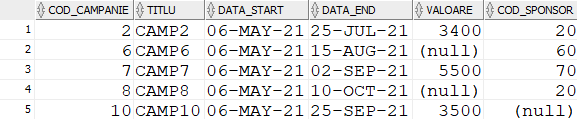 COD_CAMPANIE TITLU DATA_START DATA_END VALOARE COD_SPONSOR
1 2 CAMP2 06-MAY-21 25-JUL-21 3400 20
2 6 CAMP6 06-MAY-21 15-AUG-21 (null) 60
3 7 CAMP7 06-MAY-21 02-SEP-21 5500 70
4 8 CAMP8 06-MAY-21 10-OCT-21 (null) 20
5 10 CAMP10 06-MAY-21 25-SEP-21 3500 (null)